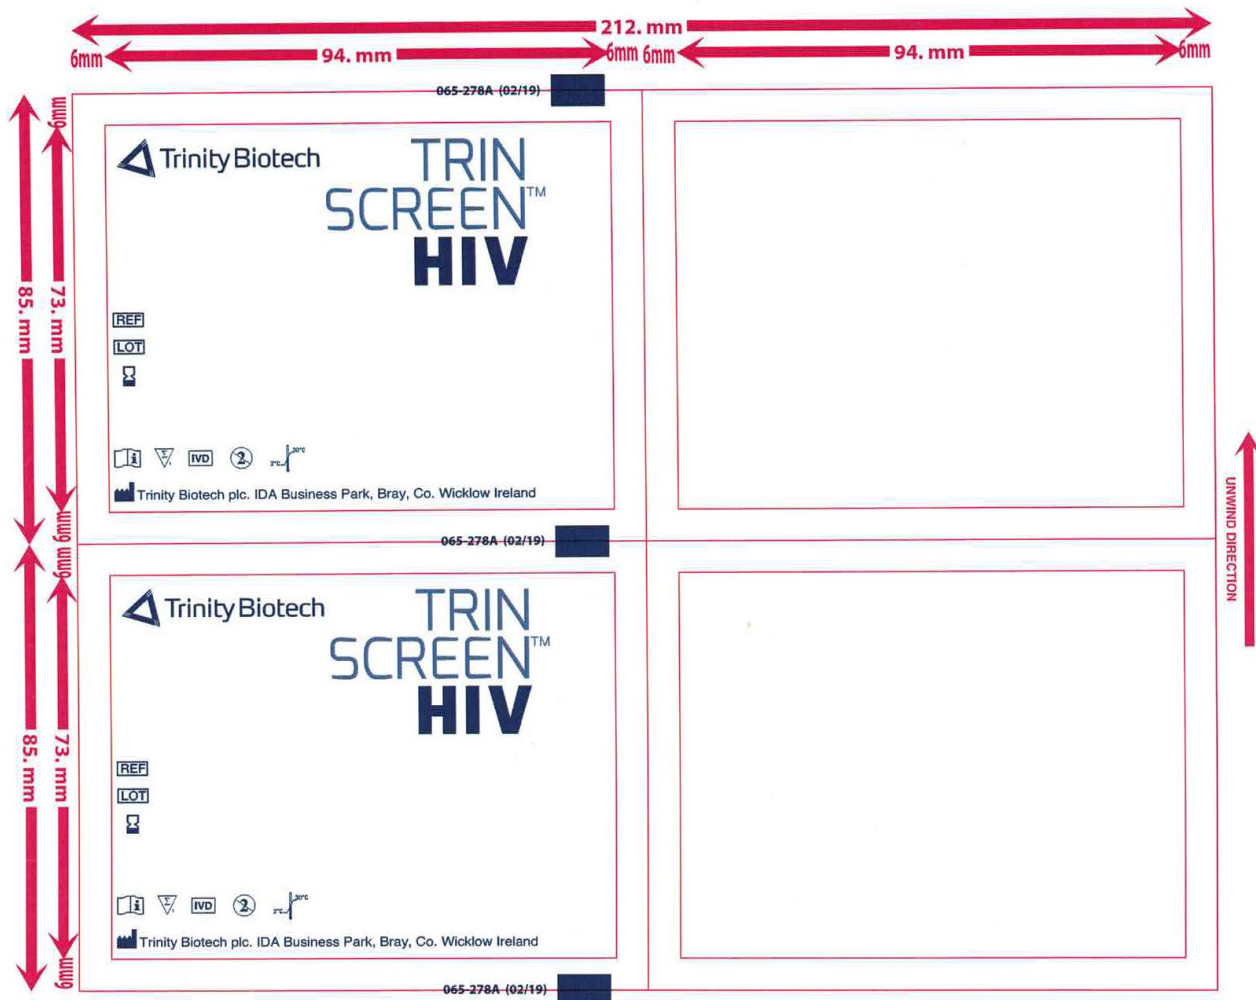 212. mm
6mm 94. mm 6mm 6mm 94. mm 6mm
065-278A (02/19)
6mm
85. mm
73. mm
6mm
Trinity Biotech
TRIN
SCREEN™
HIV
REF
LOT
i IVD 2 2°C 30°C
Trinity Biotech plc. IDA Business Park, Bray, Co. Wicklow Ireland
UNWIND DIRECTION
065-278A (02/19)
6mm
85. mm
73. mm
6mm
Trinity Biotech
TRIN
SCREEN™
HIV
REF
LOT
i IVD 2 2°C 30°C
Trinity Biotech plc. IDA Business Park, Bray, Co. Wicklow Ireland
065-278A (02/19)